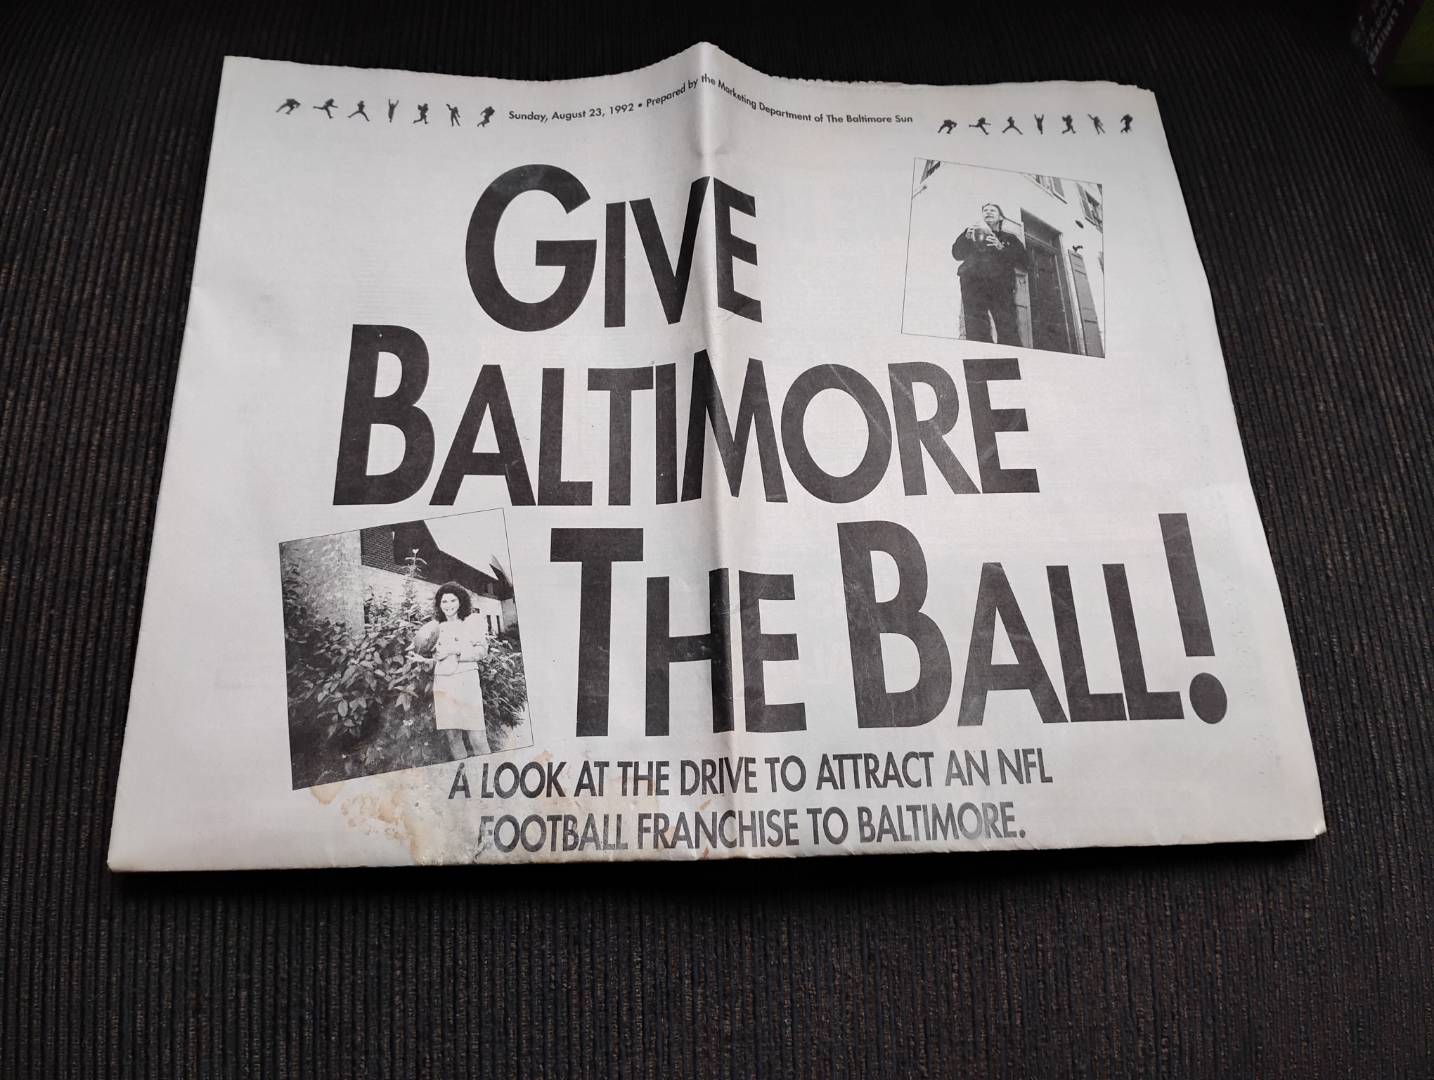 Sunday, August 23, 1992 • Prepared by the Marketing Department of The Baltimore Sun
GIVE
BALTIMORE
THE BALL!
A LOOK AT THE DRIVE TO ATTRACT AN NFL
FOOTBALL FRANCHISE TO BALTIMORE.